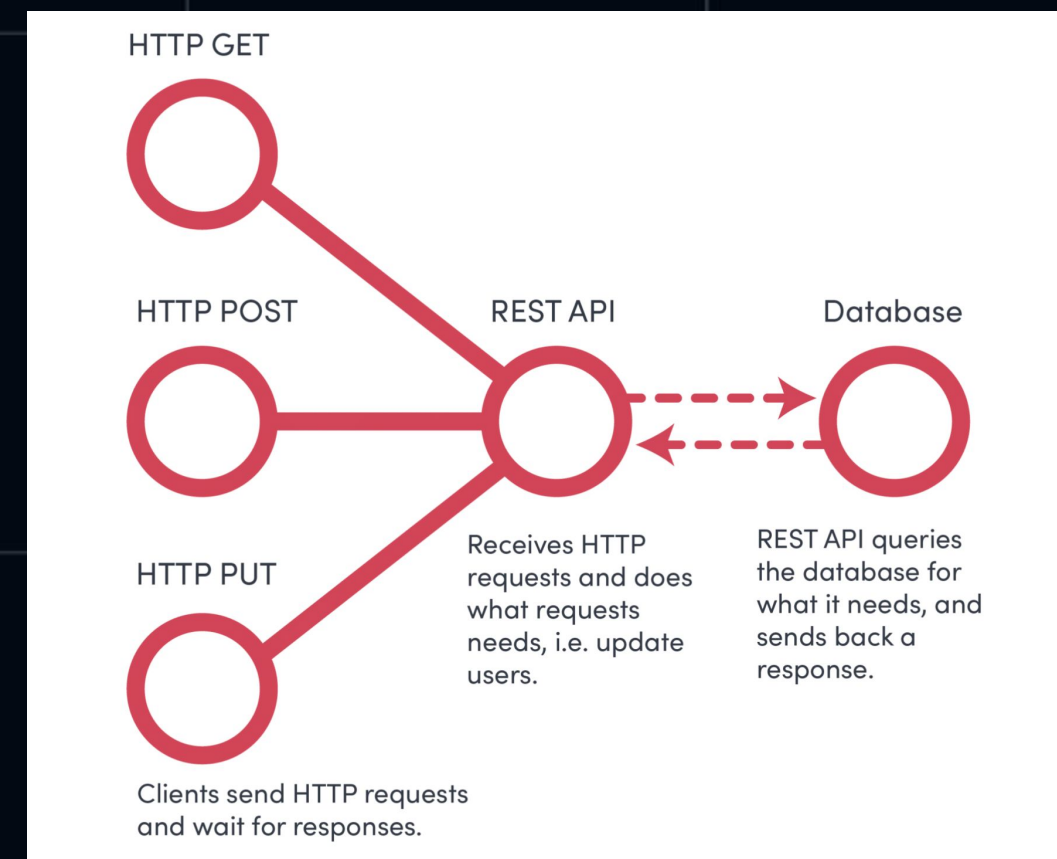 HTTP GET
HTTP POST
REST API
Database
HTTP PUT
Receives HTTP
requests and does
what requests
needs, i.e. update
users.
REST API queries
the database for
what it needs, and
sends back a
response.
Clients send HTTP requests
and wait for responses.